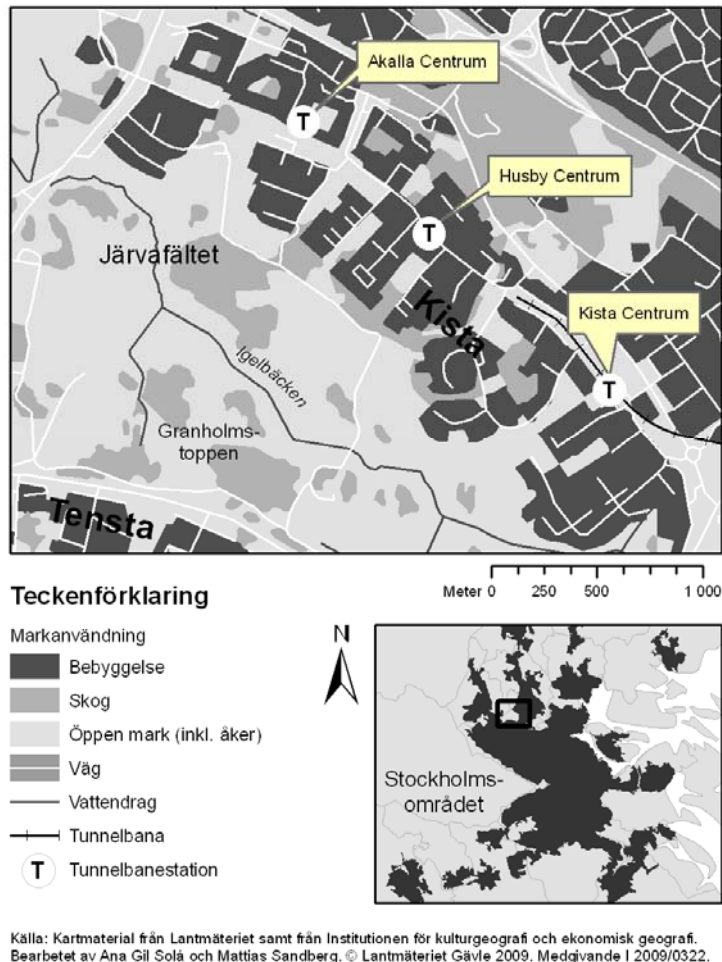 Akalla Centrum
T
Husby Centrum
T
Järvafältet
Kista
Kista Centrum
T
Igelbäcken
Granholms-
toppen
Tensta
Teckenförklaring
Meter 0 250 500 1 000
Markanvändning
N
Bebyggelse
Skog
Öppen mark (inkl. åker)
Väg
Vattendrag
Tunnelbana
T Tunnelbanestation
Stockholms-
området
Källa: Kartmaterial från Lantmäteriet samt från Institutionen för kulturgeografi och ekonomisk geografi.
Bearbetet av Ana Gil Solá och Mattias Sandberg. © Lantmäteriet Gävle 2009. Medgivande I 2009/0322.